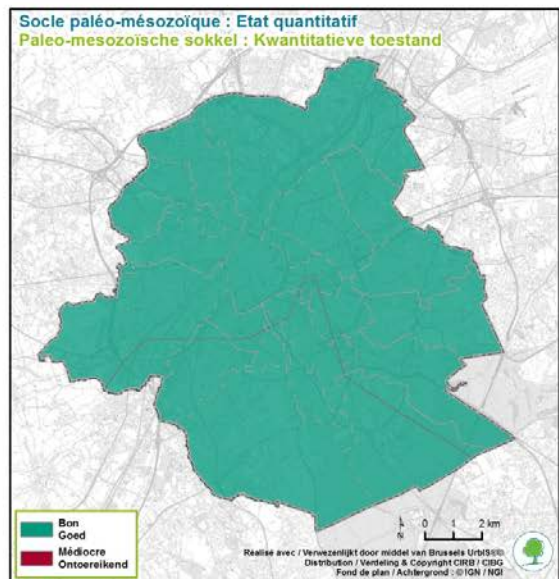 Socle paléo-mésozoïque : Etat quantitatif
Paleo-mesozoïsche sokkel : Kwantitatieve toestand
Bon
Goed
Médiocre
Ontoereikend
N
0 1 2 km
Réalisé avec / Verwezenlijkt door middel van Brussels UrbIS®©
Distribution / Verdeling & Copyright CIRB / CIBG
Fond de plan / Achtergrond : © IGN / NGI